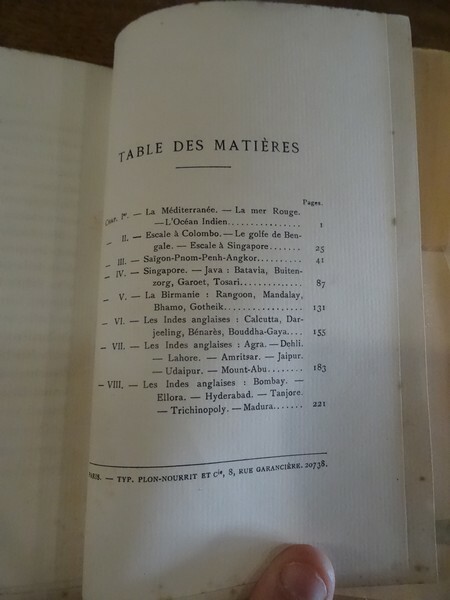 TABLE DES MATIÈRES
Pages.
CHAP. Ier. — La Méditerranée. — La mer Rouge.
— L'Océan Indien............... 1
— II. — Escale à Colombo. — Le golfe de Ben-
gale. — Escale à Singapore....... 25
— III. — Saïgon-Pnom-Penh-Angkor.......... 41
— IV. — Singapore. — Java : Batavia, Buiten-
zorg, Garoet, Tosari............. 87
— V. — La Birmanie : Rangoon, Mandalay,
Bhamo, Gotheik................ 131
— VI. — Les Indes anglaises : Calcutta, Dar-
jeeling, Bénarès, Bouddha-Gaya.... 155
— VII. — Les Indes anglaises : Agra. — Dehli.
— Lahore. — Amritsar. — Jaipur.
— Udaipur. — Mount-Abu......... 183
— VIII. — Les Indes anglaises : Bombay. —
Ellora. — Hyderabad. — Tanjore.
— Trichinopoly. — Madura....... 221
PARIS. — TYP. PLON-NOURRIT ET Cie, 8, RUE GARANCIÈRE. 20738.